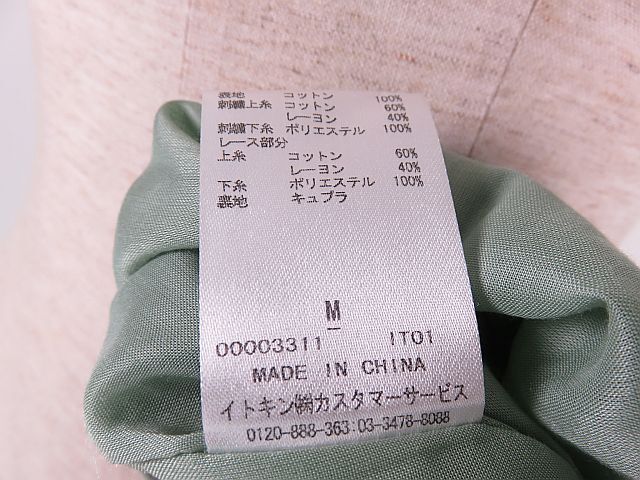 表地 コットン 100%
刺繍上糸 コットン 60%
レーヨン 40%
刺繍下糸 ポリエステル 100%
レース部分
上糸 コットン 60%
レーヨン 40%
下糸 ポリエステル 100%
裏地 キュプラ
M
00003311 IT01
MADE IN CHINA
イトキン㈱カスタマーサービス
0120-888-363:03-3478-8088